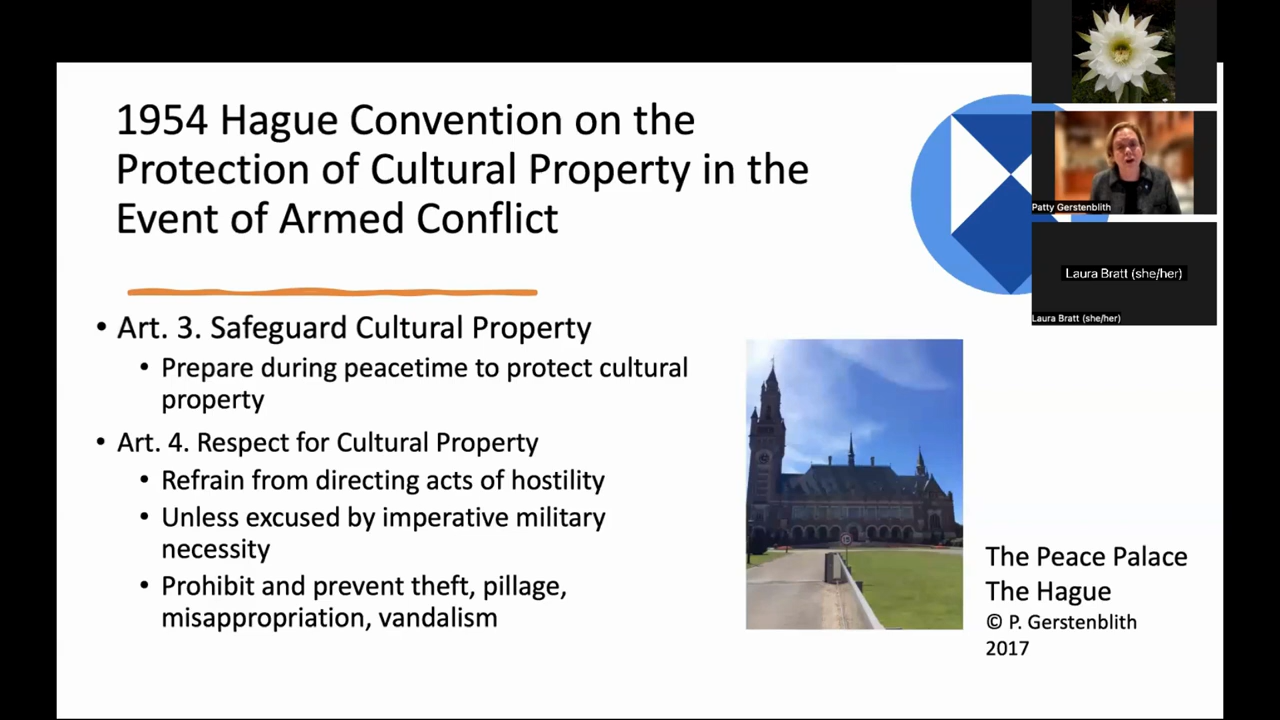 1954 Hague Convention on the
Protection of Cultural Property in the
Event of Armed Conflict
• Art. 3. Safeguard Cultural Property
• Prepare during peacetime to protect cultural
property
• Art. 4. Respect for Cultural Property
• Refrain from directing acts of hostility
• Unless excused by imperative military
necessity
• Prohibit and prevent theft, pillage,
misappropriation, vandalism
The Peace Palace
The Hague
© P. Gerstenblith
2017
Patty Gerstenblith
Laura Bratt (she/her)
Laura Bratt (she/her)